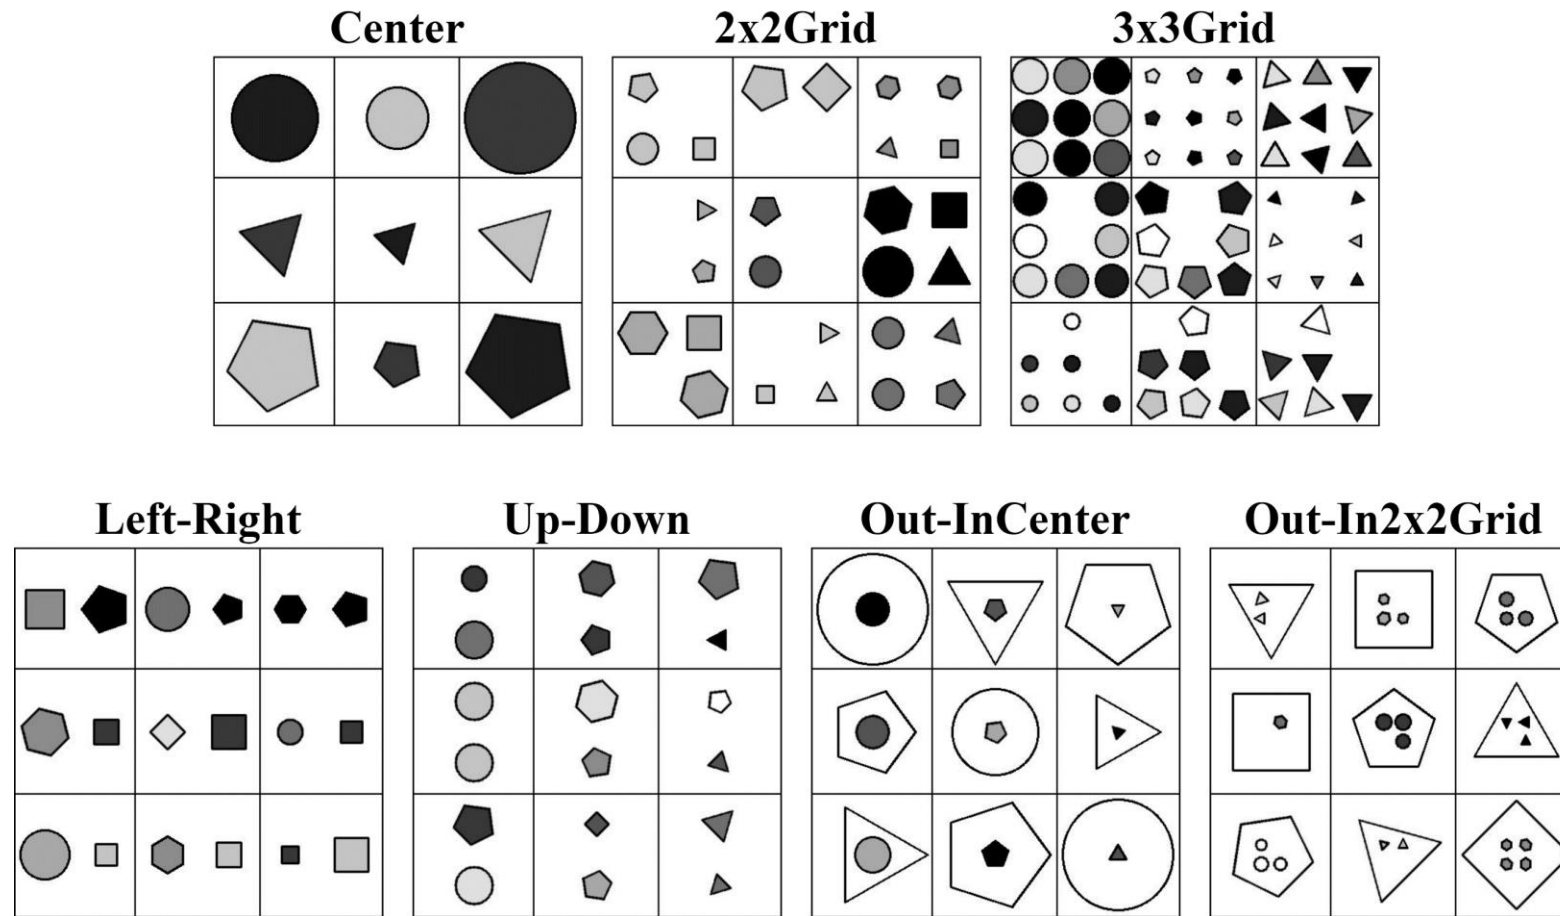 Center
2x2Grid
3x3Grid
Left-Right
Up-Down
Out-InCenter
Out-In2x2Grid